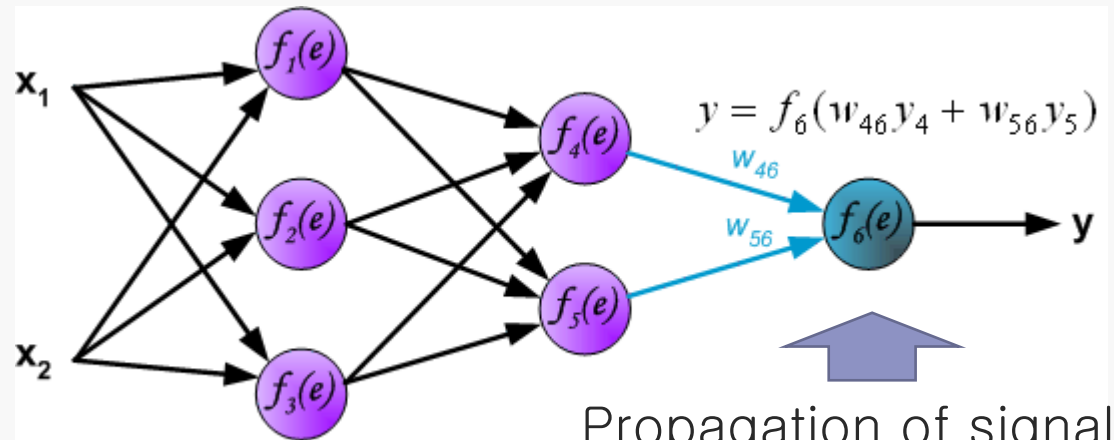 x₁
f₁(e)
y = f₆(w₄₆y₄ + w₅₆y₅)
f₄(e)
w₄₆
f₂(e)
w₅₆
f₆(e)
y
f₅(e)
x₂
f₃(e)
Propagation of signal